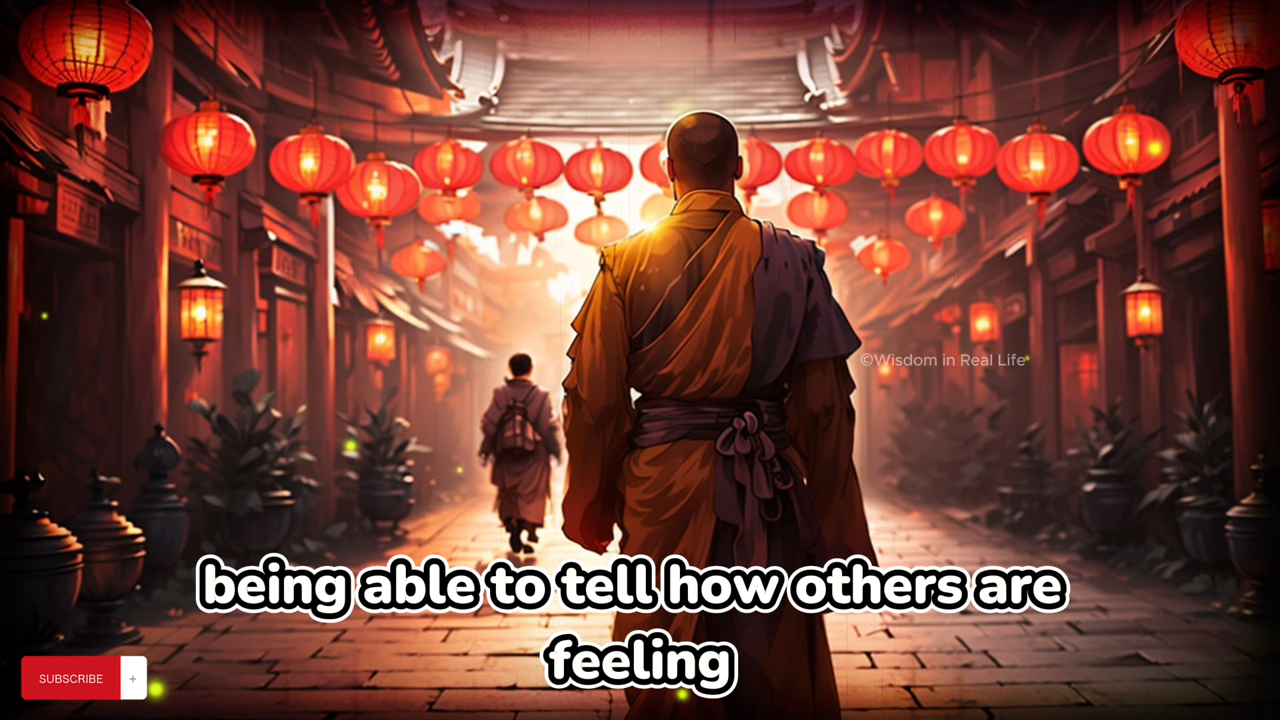 ©Wisdom in Real Life
being able to tell how others are
feeling
SUBSCRIBE +